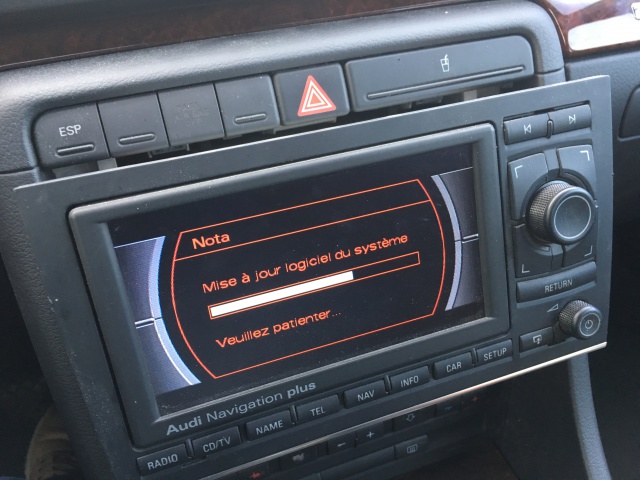 ESP
Nota
Mise à jour logiciel du système
Veuillez patienter...
RETURN
Audi Navigation plus
RADIO
CD/TV
NAME
TEL
NAV
INFO
CAR
SETUP